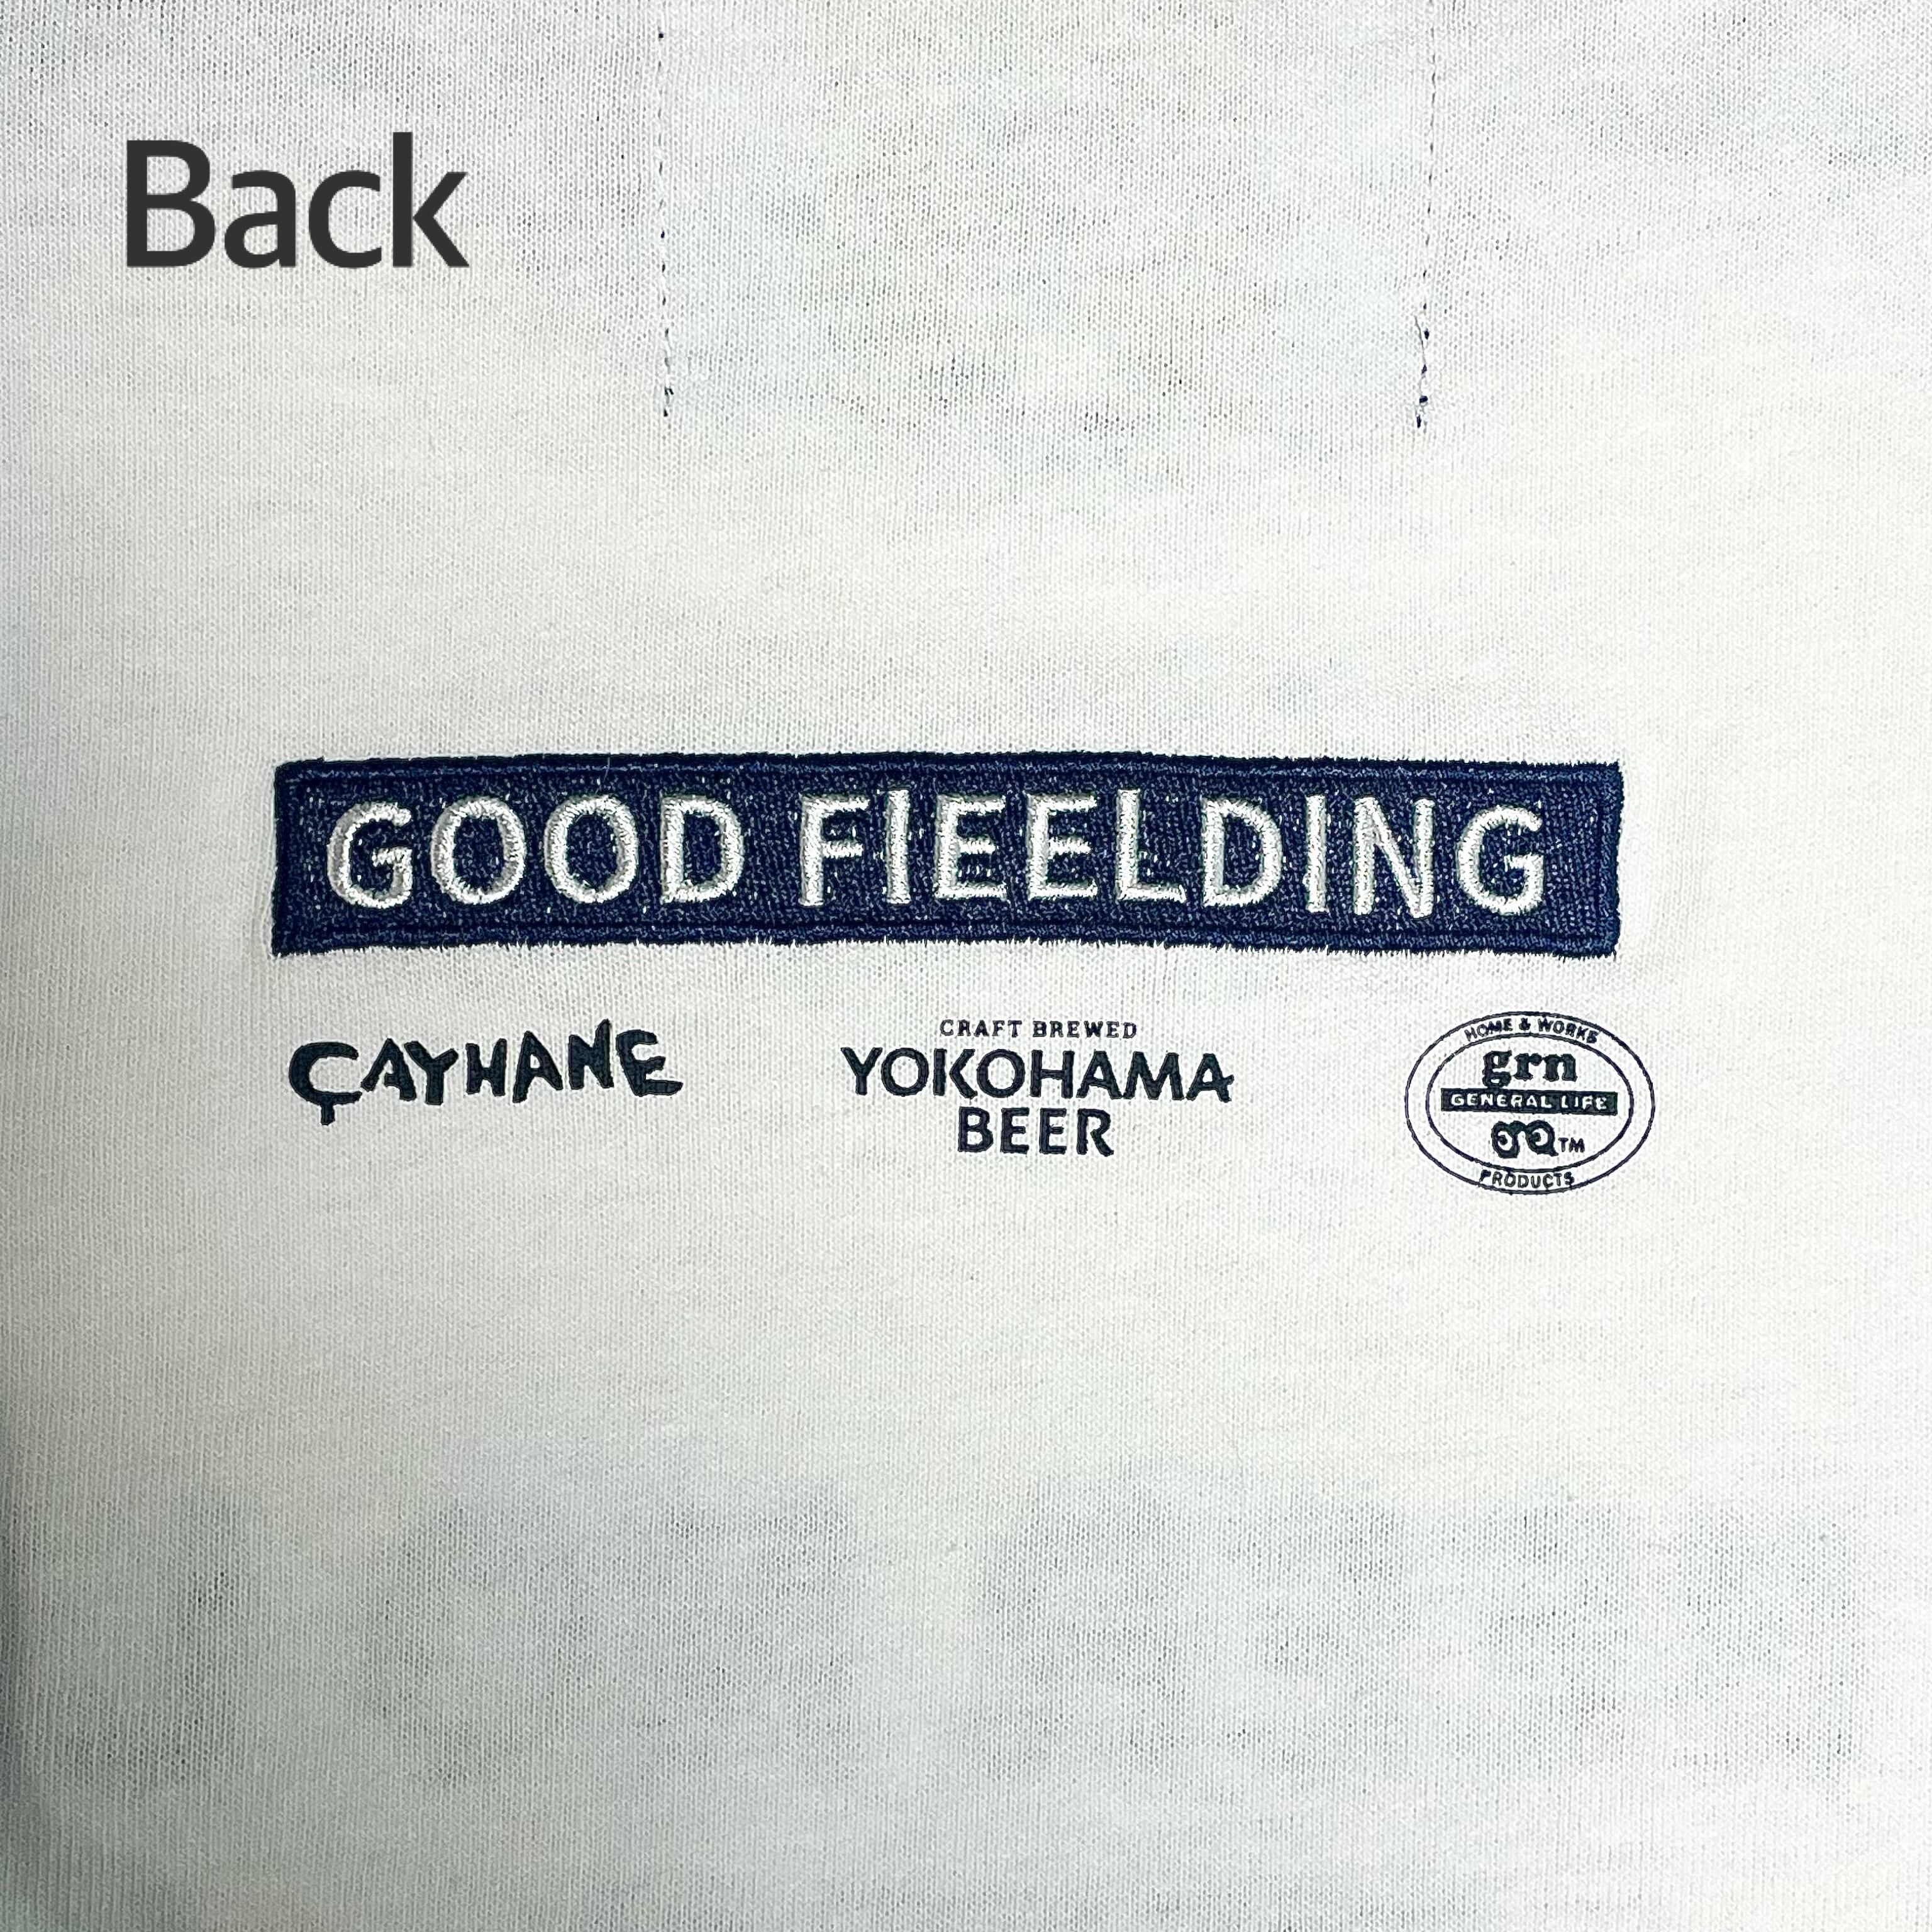 Back
GOOD FIEELDING
ÇAYHANE
CRAFT BREWED
YOKOHAMA
BEER
HOME & WORKS
grn
GENERAL LIFE
TM
PRODUCTS